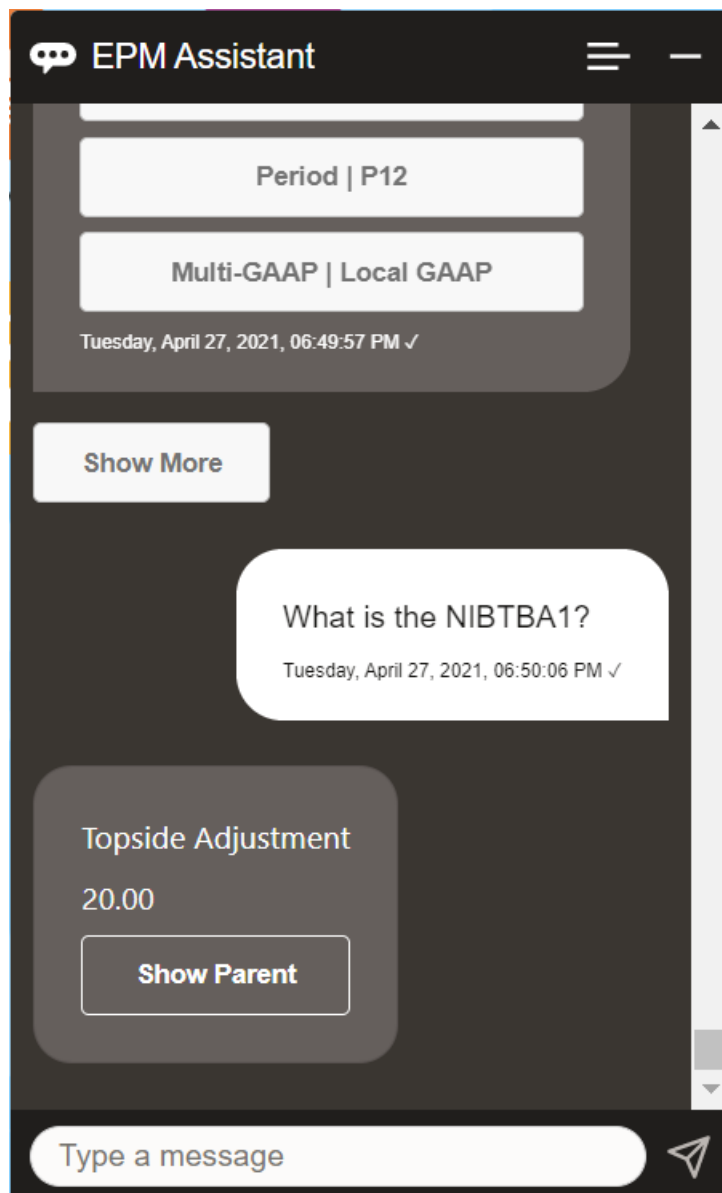 EPM Assistant
Period | P12
Multi-GAAP | Local GAAP
Tuesday, April 27, 2021, 06:49:57 PM ✓
Show More
What is the NIBTBA1?
Tuesday, April 27, 2021, 06:50:06 PM ✓
Topside Adjustment
20.00
Show Parent
Type a message